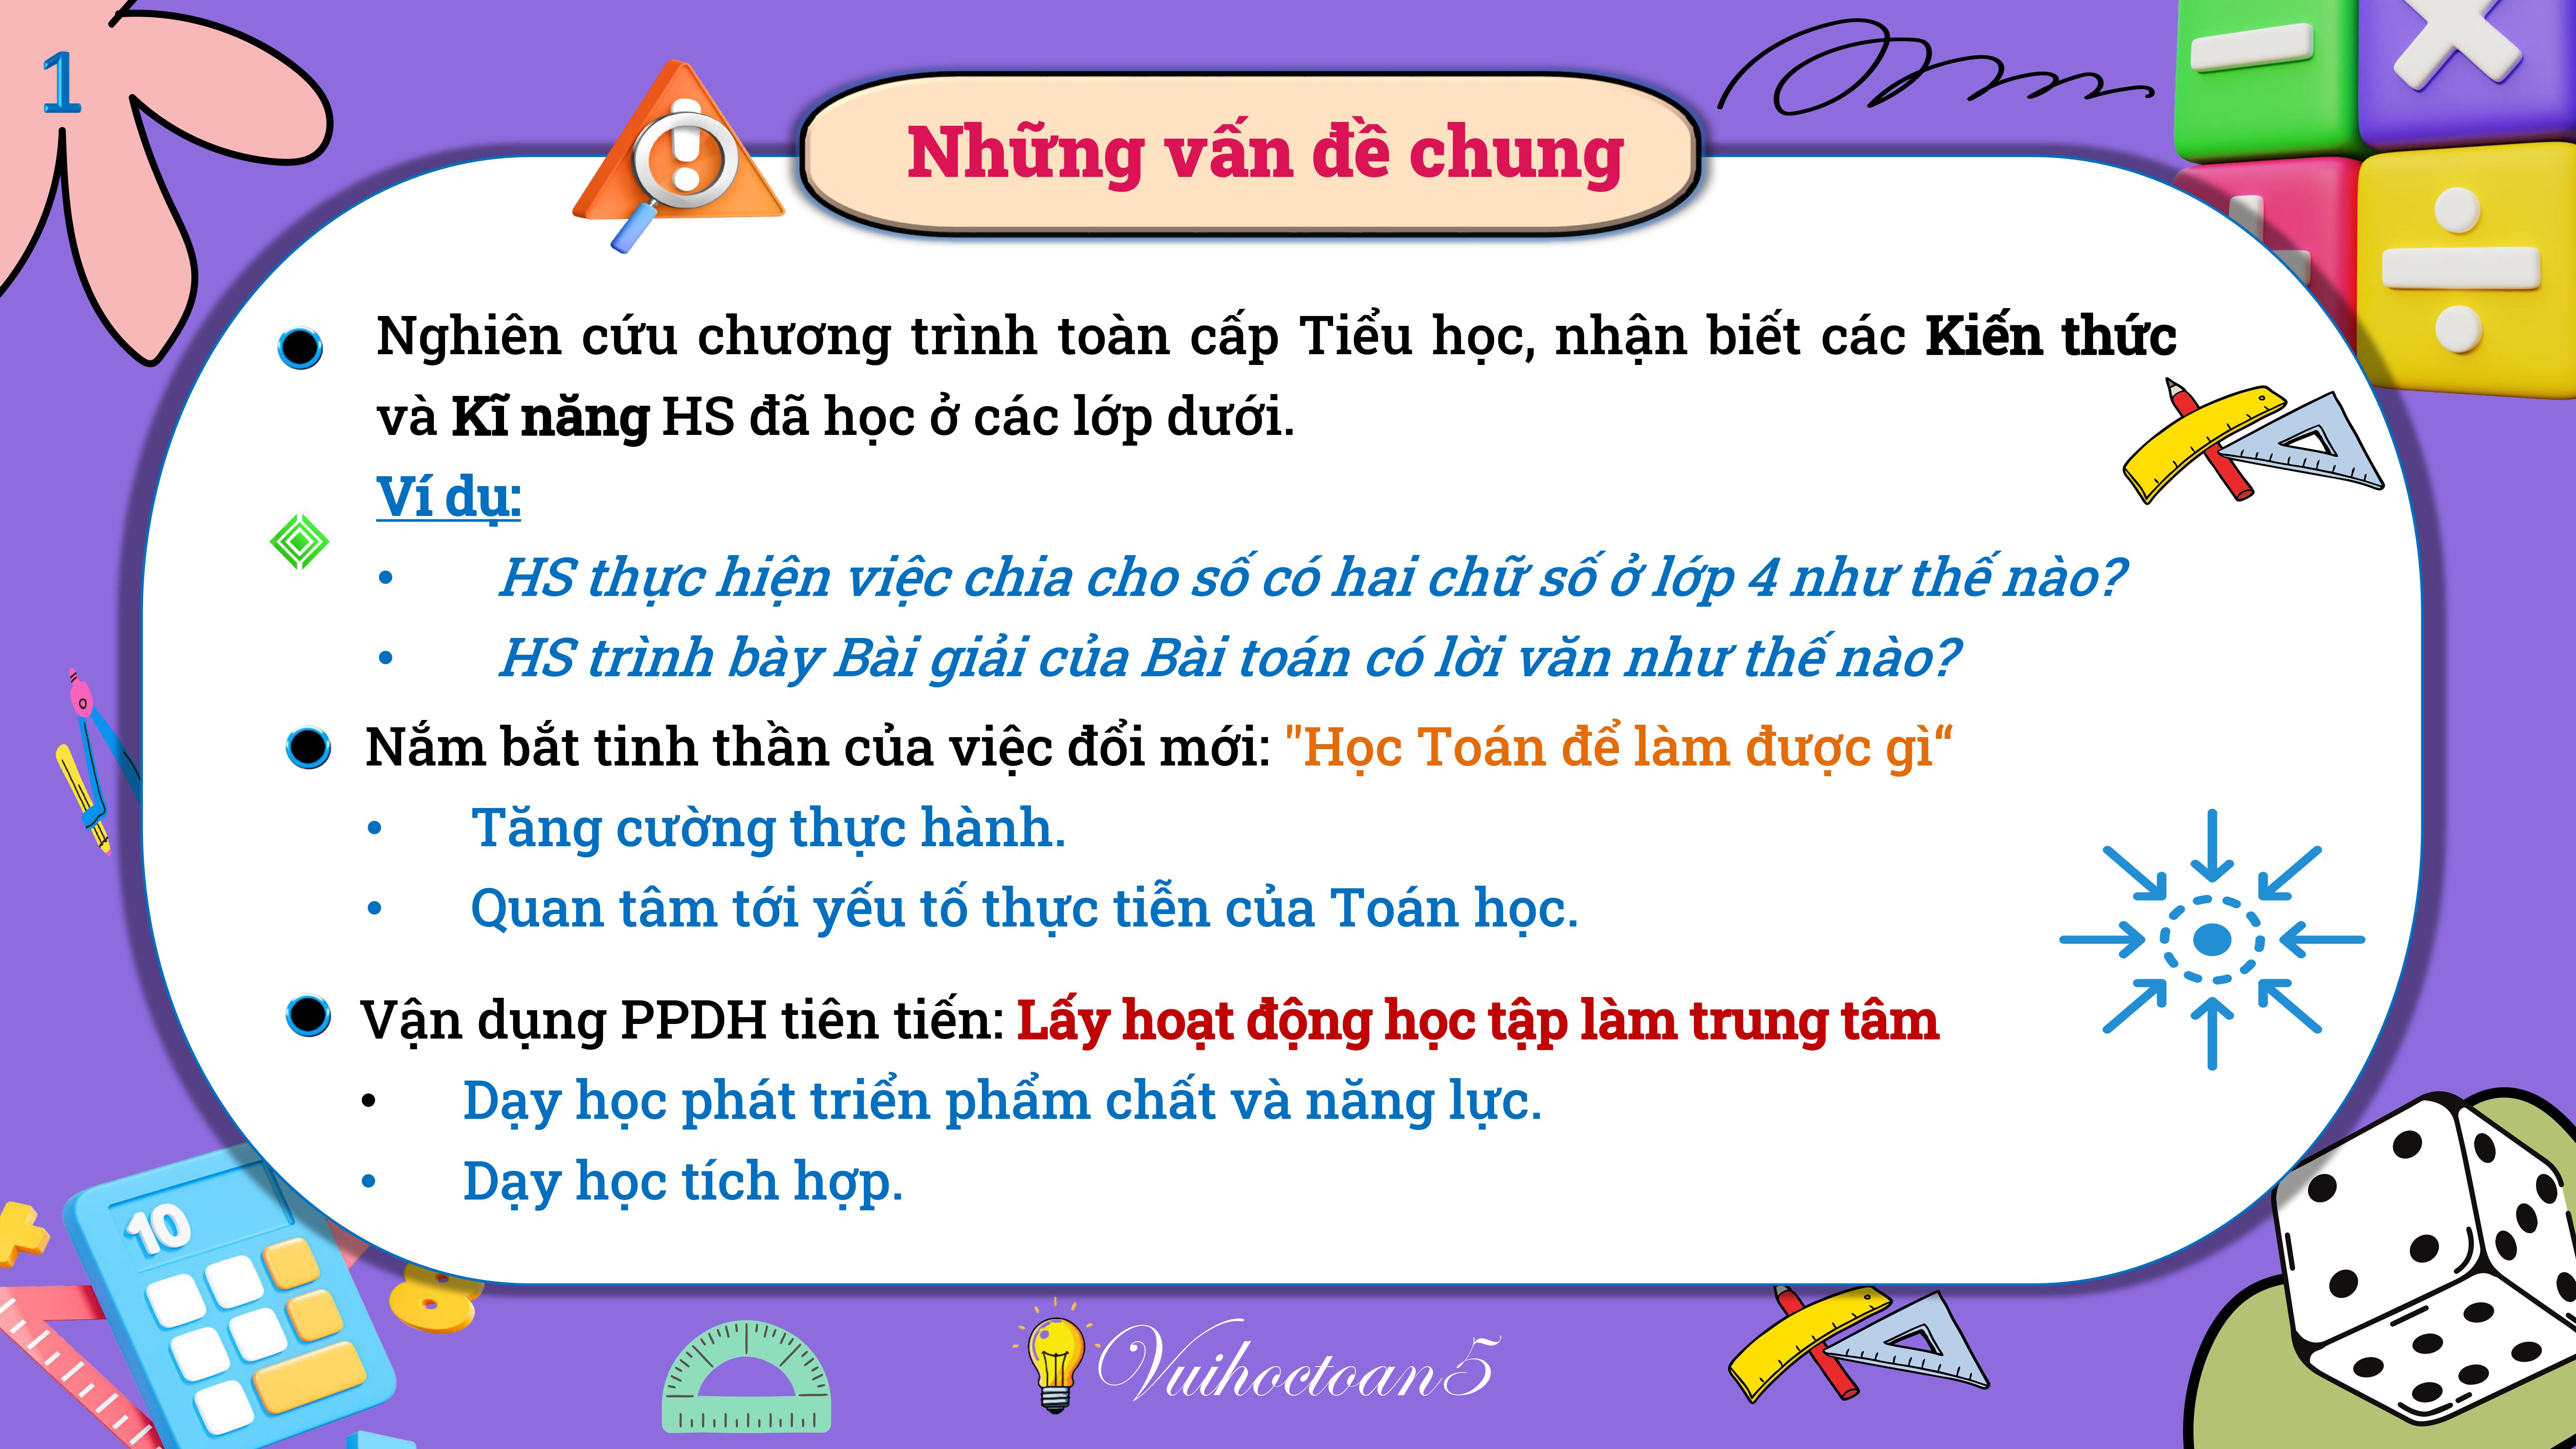 1
Những vấn đề chung
Nghiên cứu chương trình toàn cấp Tiểu học, nhận biết các Kiến thức
và Kĩ năng HS đã học ở các lớp dưới.
Ví dụ:
• HS thực hiện việc chia cho số có hai chữ số ở lớp 4 như thế nào?
• HS trình bày Bài giải của Bài toán có lời văn như thế nào?
Nắm bắt tinh thần của việc đổi mới: "Học Toán để làm được gì“
• Tăng cường thực hành.
• Quan tâm tới yếu tố thực tiễn của Toán học.
Vận dụng PPDH tiên tiến: Lấy hoạt động học tập làm trung tâm
• Dạy học phát triển phẩm chất và năng lực.
• Dạy học tích hợp.
10
Vuihoctoan5